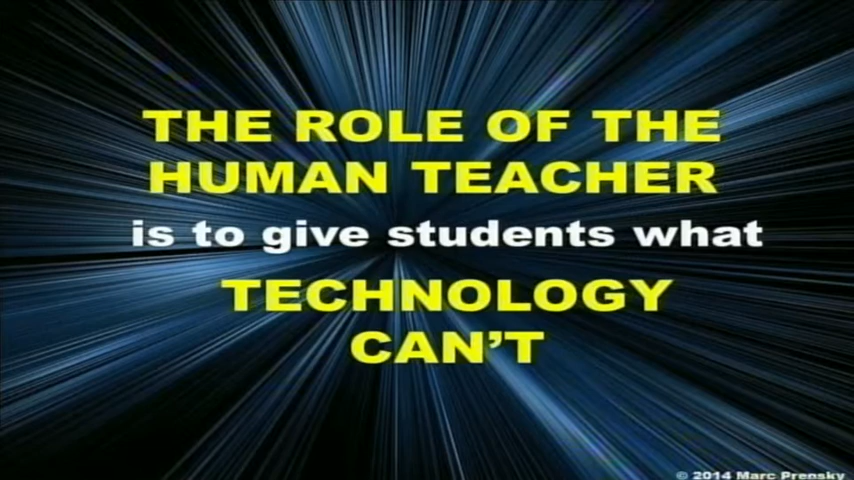 THE ROLE OF THE
HUMAN TEACHER
is to give students what
TECHNOLOGY
CAN'T
© 2014 Marc Prensky